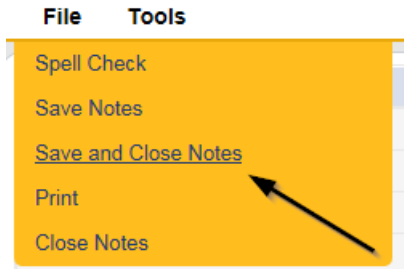 File Tools
Spell Check
Save Notes
Save and Close Notes
Print
Close Notes